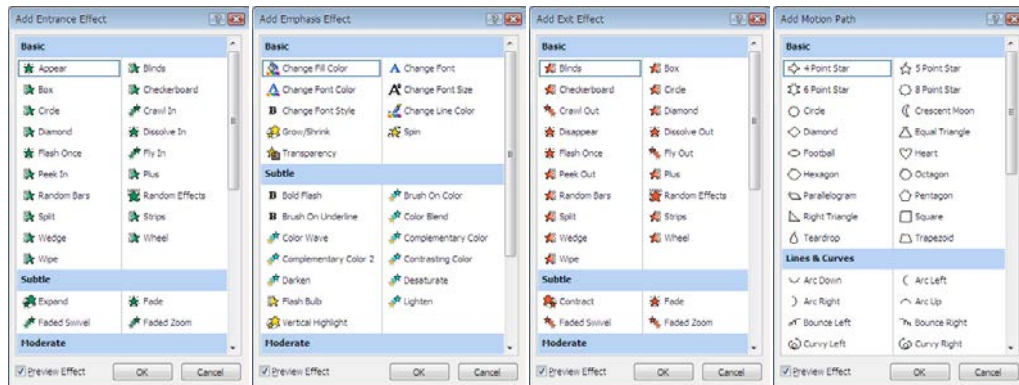 Add Entrance Effect
Basic
Appear Blinds
Box Checkerboard
Circle Crawl In
Diamond Dissolve In
Flash Once Fly In
Peek In Plus
Random Bars Random Effects
Split Strips
Wedge Wheel
Wipe
Subtle
Expand Fade
Faded Swivel Faded Zoom
Moderate
Preview Effect OK Cancel
Add Emphasis Effect
Basic
Change Fill Color Change Font
Change Font Color Change Font Size
Change Font Style Change Line Color
Grow/Shrink Spin
Transparency
Subtle
Bold Flash Brush On Color
Brush On Underline Color Blend
Color Wave Complementary Color
Complementary Color 2 Contrasting Color
Darken Desaturate
Flash Bulb Lighten
Vertical Highlight
Preview Effect OK Cancel
Add Exit Effect
Basic
Blinds Box
Checkerboard Circle
Crawl Out Diamond
Disappear Dissolve Out
Flash Once Fly Out
Peek Out Plus
Random Bars Random Effects
Split Strips
Wedge Wheel
Wipe
Subtle
Contract Fade
Faded Swivel Faded Zoom
Moderate
Preview Effect OK Cancel
Add Motion Path
Basic
4 Point Star 5 Point Star
6 Point Star 8 Point Star
Circle Crescent Moon
Diamond Equal Triangle
Football Heart
Hexagon Octagon
Parallelogram Pentagon
Right Triangle Square
Teardrop Trapezoid
Lines & Curves
Arc Down Arc Left
Arc Right Arc Up
Bounce Left Bounce Right
Curvy Left Curvy Right
Preview Effect OK Cancel